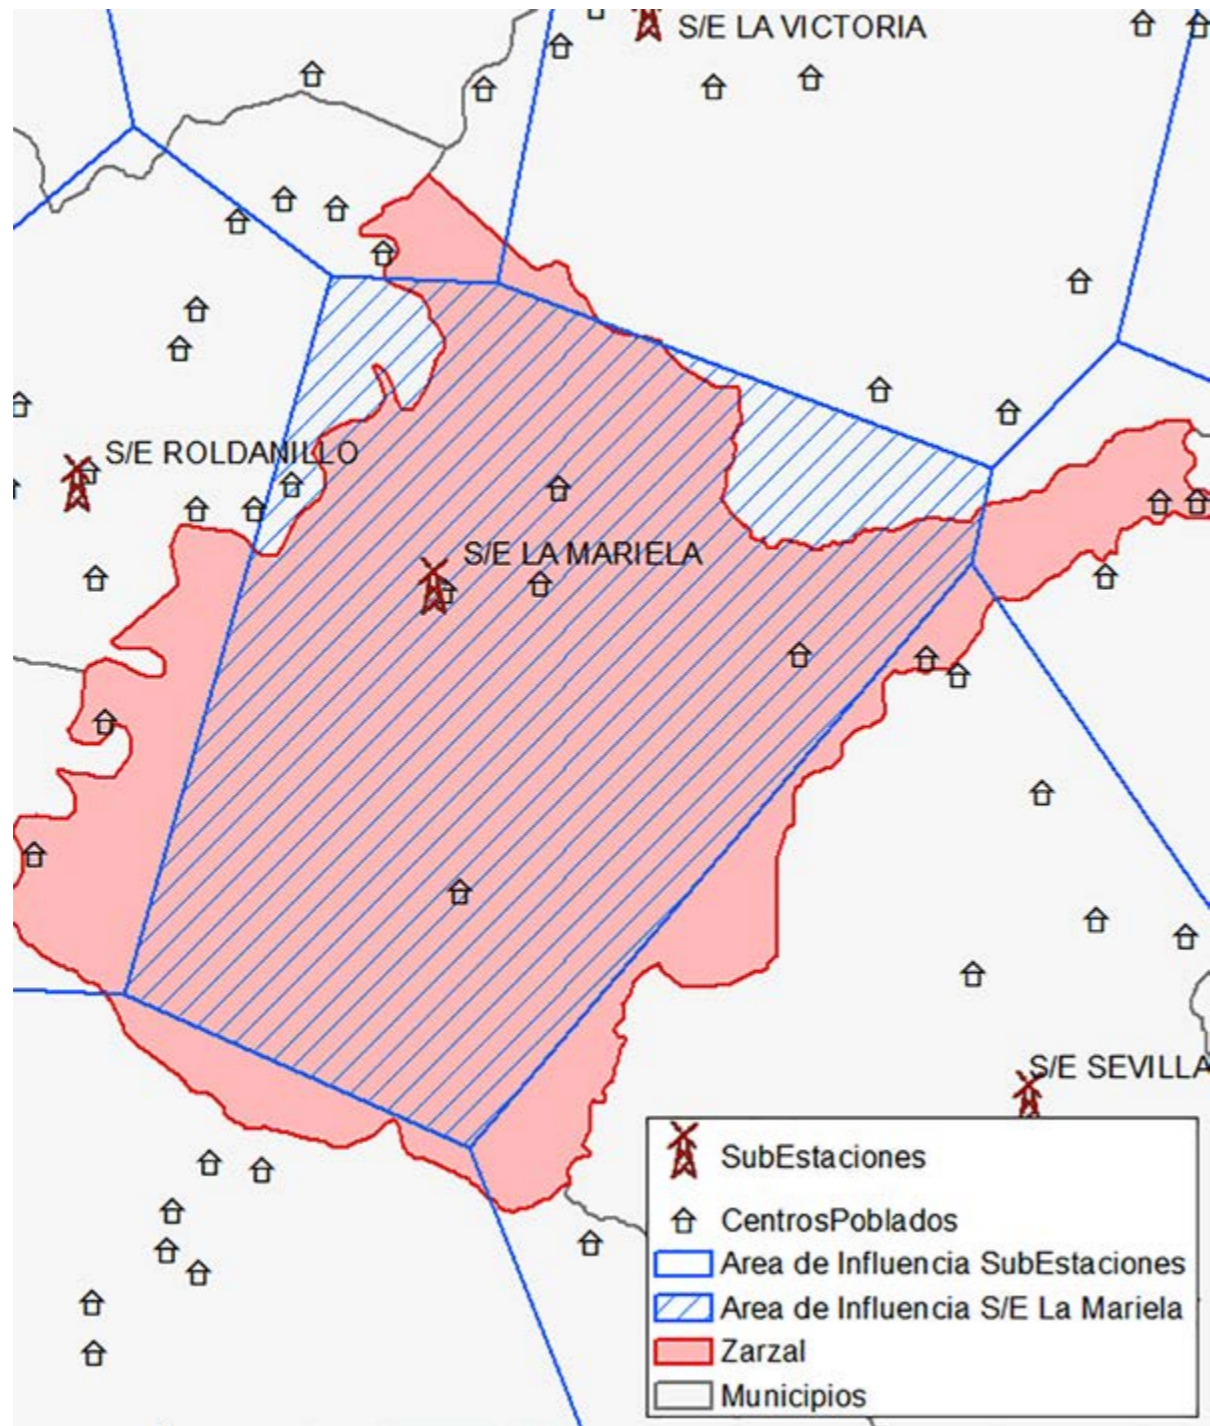 S/E LA VICTORIA
S/E ROLDANILLO
S/E LA MARIELA
S/E SEVILLA
SubEstaciones
CentrosPoblados
Area de Influencia SubEstaciones
Area de Influencia S/E La Mariela
Zarzal
Municipios